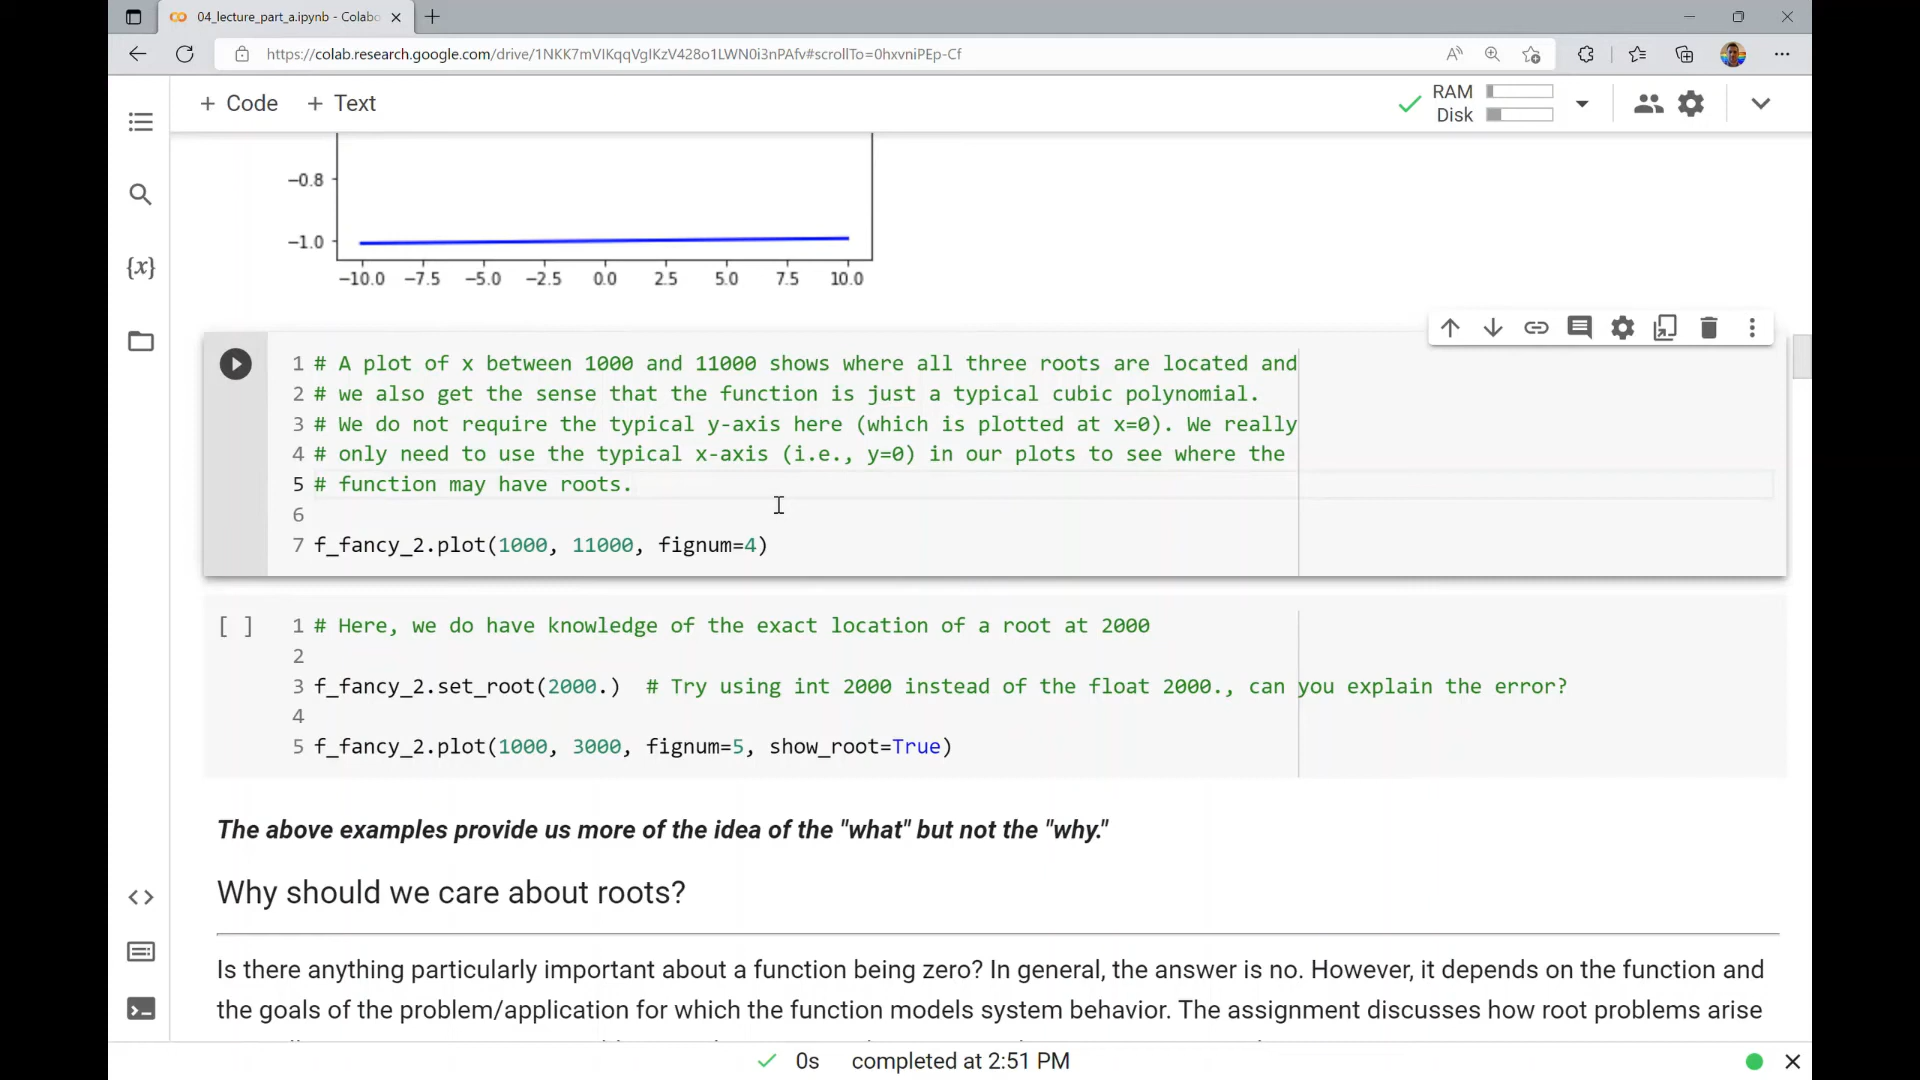 04_lecture_part_a.ipynb - Colabo
https://colab.research.google.com/drive/1NKK7mVIKqqVgIKzV428o1LWN0i3nPAfv#scrollTo=0hxvniPEp-Cf
+ Code + Text
RAM
Disk
−0.8
−1.0
−10.0 −7.5 −5.0 −2.5 0.0 2.5 5.0 7.5 10.0
1 # A plot of x between 1000 and 11000 shows where all three roots are located and
2 # we also get the sense that the function is just a typical cubic polynomial.
3 # We do not require the typical y-axis here (which is plotted at x=0). We really
4 # only need to use the typical x-axis (i.e., y=0) in our plots to see where the
5 # function may have roots.
6
7 f_fancy_2.plot(1000, 11000, fignum=4)
[ ] 1 # Here, we do have knowledge of the exact location of a root at 2000
2
3 f_fancy_2.set_root(2000.) # Try using int 2000 instead of the float 2000., can you explain the error?
4
5 f_fancy_2.plot(1000, 3000, fignum=5, show_root=True)
The above examples provide us more of the idea of the "what" but not the "why."
Why should we care about roots?
Is there anything particularly important about a function being zero? In general, the answer is no. However, it depends on the function and
the goals of the problem/application for which the function models system behavior. The assignment discusses how root problems arise
0s completed at 2:51 PM